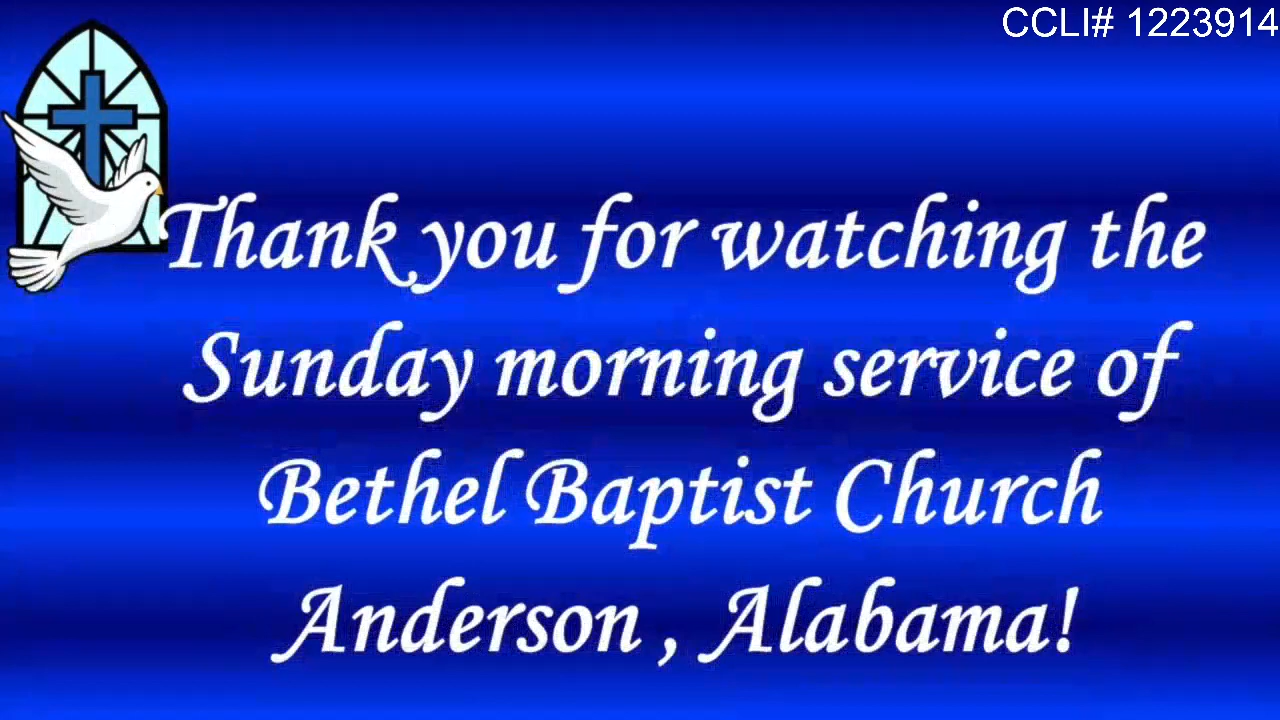 CCLI# 1223914
Thank you for watching the
Sunday morning service of
Bethel Baptist Church
Anderson , Alabama!